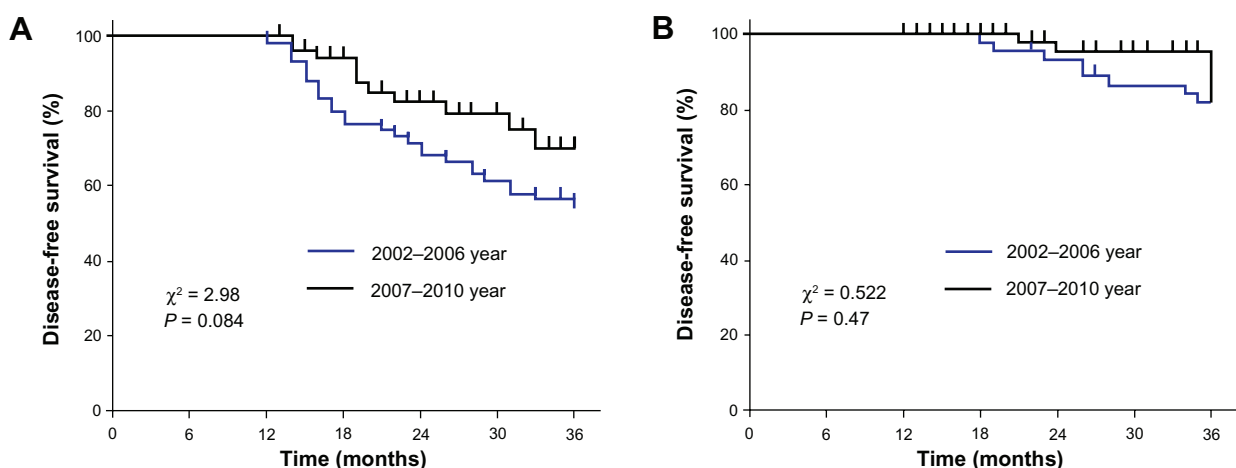 A
Disease-free survival (%)
100
80
60
40
20
0
2002–2006 year
2007–2010 year
χ² = 2.98
P = 0.084
0 6 12 18 24 30 36
Time (months)
B
Disease-free survival (%)
100
80
60
40
20
0
2002–2006 year
2007–2010 year
χ² = 0.522
P = 0.47
0 6 12 18 24 30 36
Time (months)